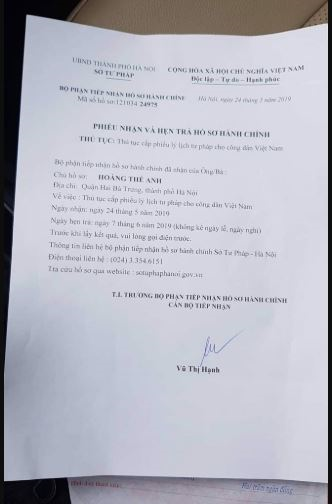 UBND THÀNH PHỐ HÀ NỘI
SỞ TƯ PHÁP
CỘNG HÒA XÃ HỘI CHỦ NGHĨA VIỆT NAM
Độc lập - Tự do - Hạnh phúc
BỘ PHẬN TIẾP NHẬN HỒ SƠ HÀNH CHÍNH
Mã số hồ sơ:121034 24975
Hà Nội, ngày 24 tháng 5 năm 2019
PHIẾU NHẬN VÀ HẸN TRẢ HỒ SƠ HÀNH CHÍNH
THỦ TỤC: Thủ tục cấp phiếu lý lịch tư pháp cho công dân Việt Nam
Bộ phận tiếp nhận hồ sơ hành chính đã nhận của Ông/Bà :
Chủ hồ sơ: HOÀNG THẾ ANH
Địa chỉ: Quận Hai Bà Trưng, thành phố Hà Nội
Về việc : Thủ tục cấp phiếu lý lịch tư pháp cho công dân Việt Nam
Ngày nhận: ngày 24 tháng 5 năm 2019
Ngày hẹn trả: ngày 7 tháng 6 năm 2019 (không kể ngày lễ, ngày nghỉ)
Trước khi lấy kết quả, vui lòng gọi điện trước.
Thông tin liên hệ bộ phận tiếp nhận hồ sơ hành chính Sở Tư Pháp - Hà Nội
Điện thoại liên hệ : (024) 3.354.6151
Tra cứu hồ sơ qua website : sotuphaphanoi.gov.vn
T.L TRƯỞNG BỘ PHẬN TIẾP NHẬN HỒ SƠ HÀNH CHÍNH
CÁN BỘ TIẾP NHẬN
Vũ Thị Hạnh